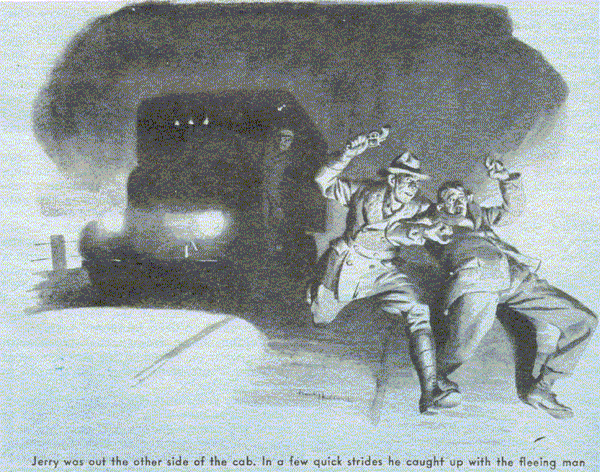 Jerry was out the other side of the cab. In a few quick strides he caught up with the fleeing man